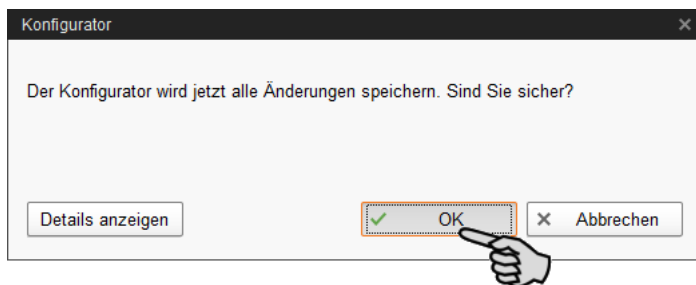 Konfigurator
Der Konfigurator wird jetzt alle Änderungen speichern. Sind Sie sicher?
Details anzeigen OK Abbrechen